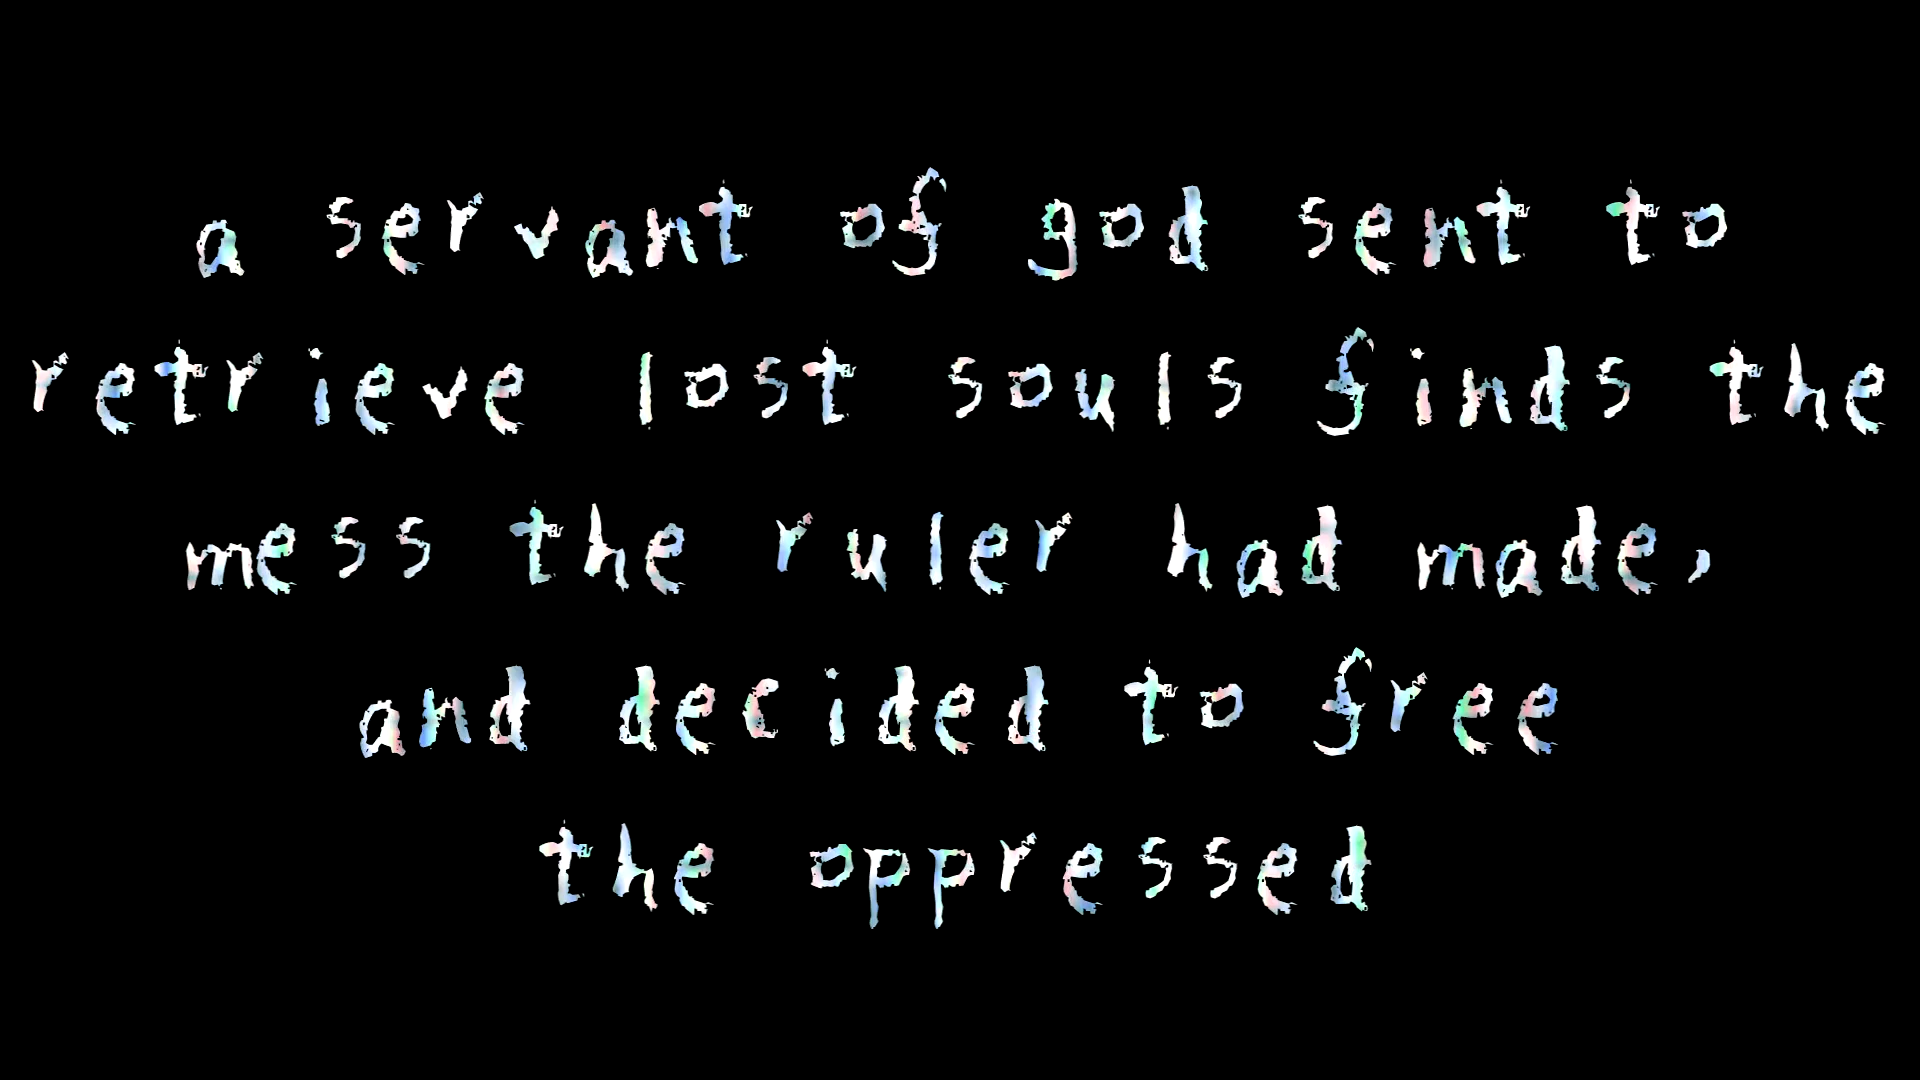 a servant of god sent to
retrieve lost souls finds the
mess the ruler had made,
and decided to free
the oppressed